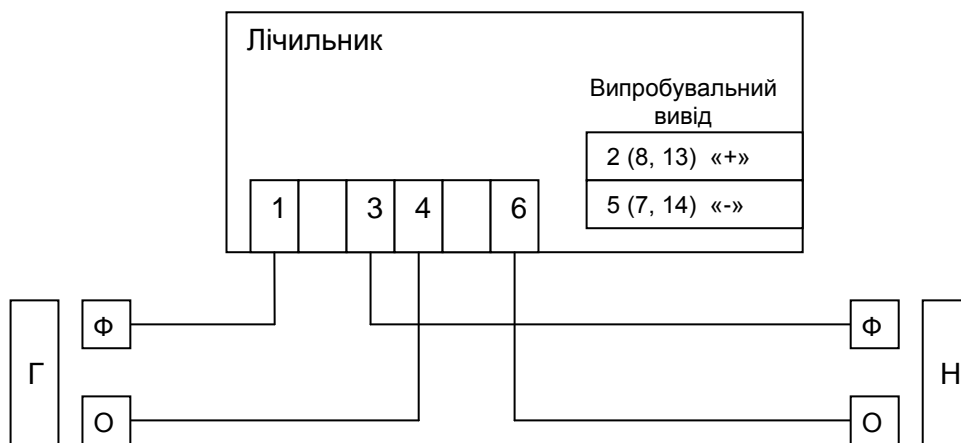 Лічильник
Випробувальний
вивід
2 (8, 13) «+»
5 (7, 14) «-»
1 3 4 6
Ф Ф
Г Н
О О